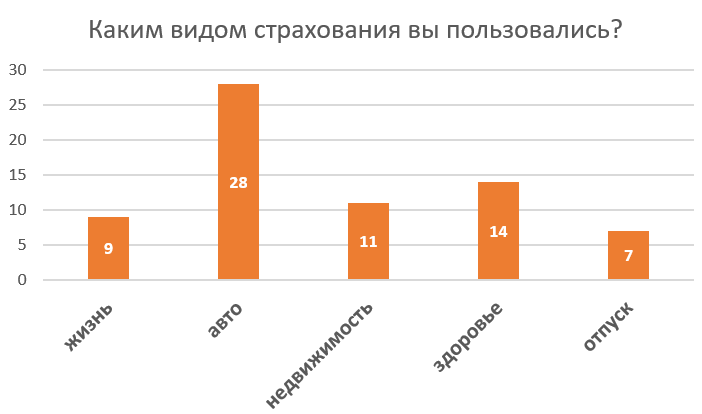 Каким видом страхования вы пользовались?
30
25
20
15
10
5
0
9
28
11
14
7
жизнь
авто
недвижимость
здоровье
отпуск